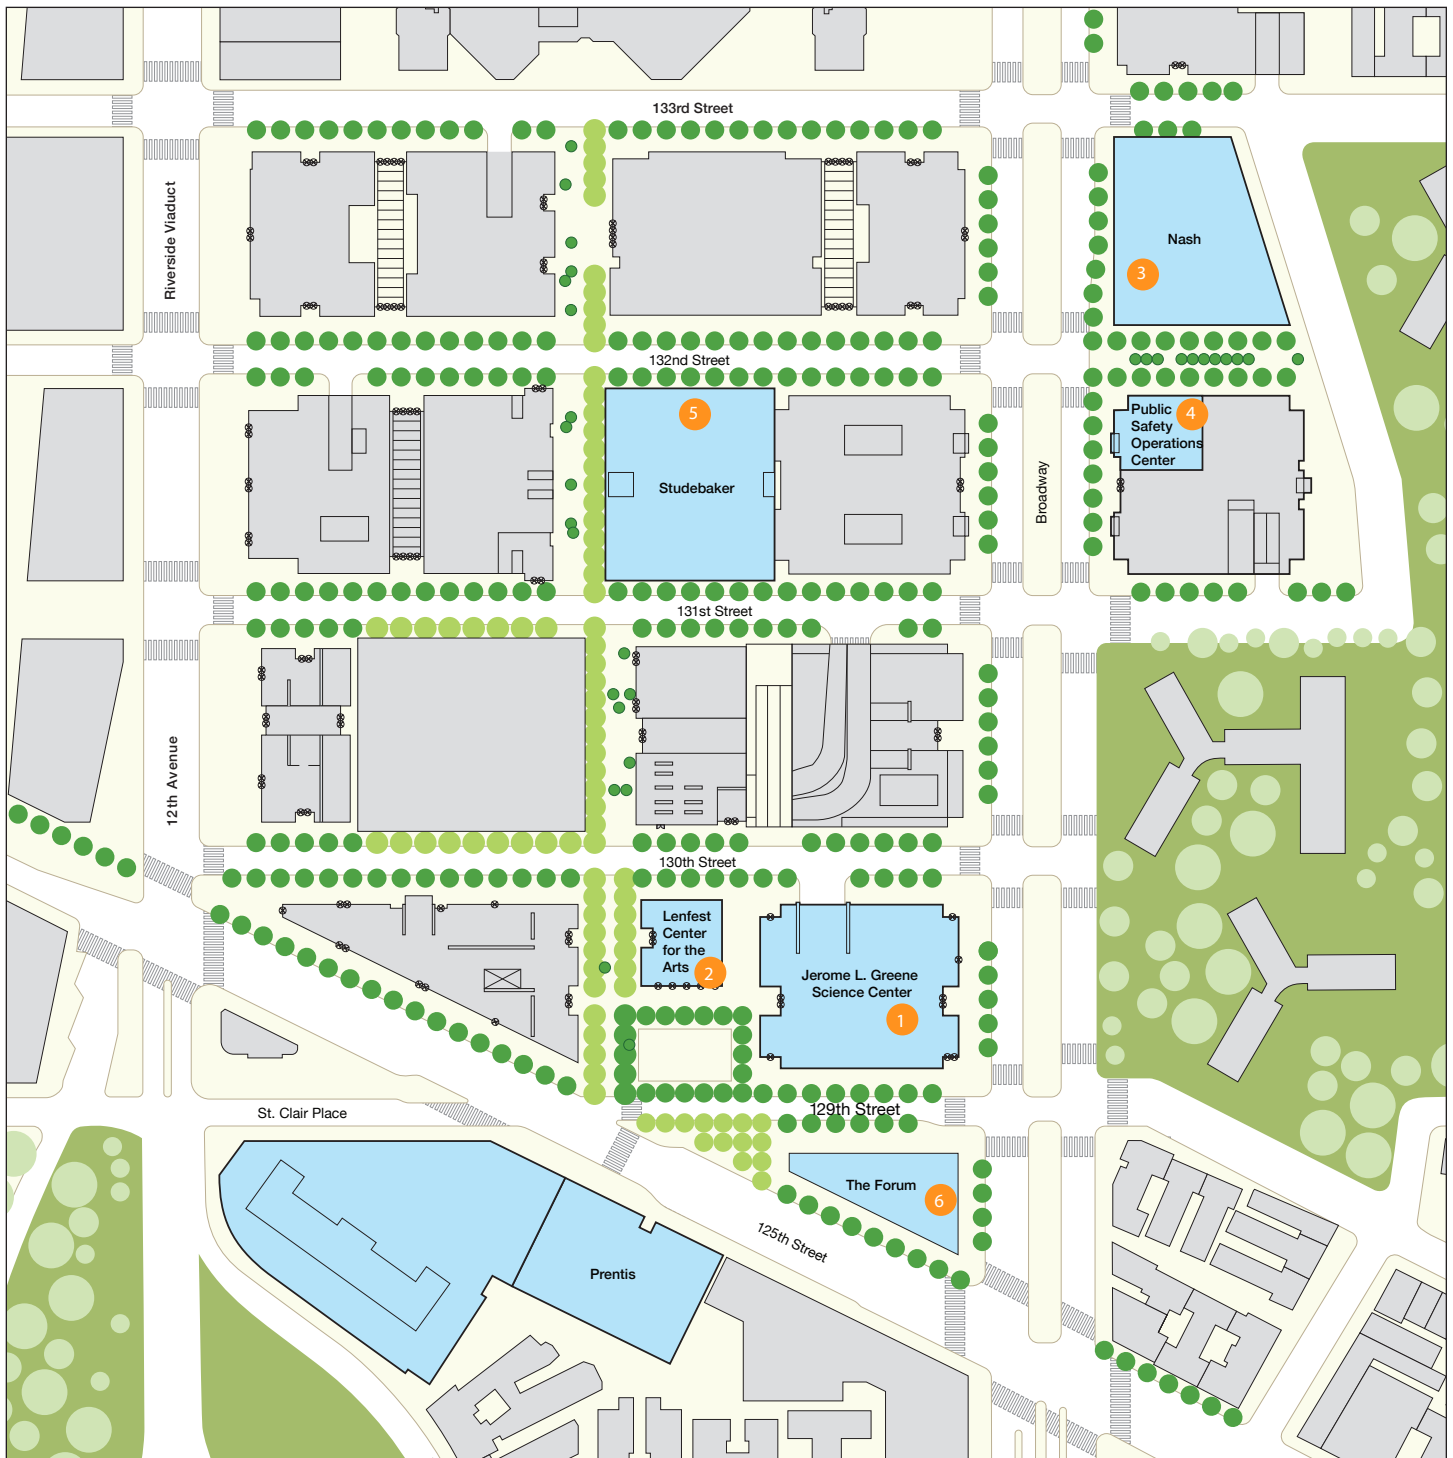 133rd Street
Riverside Viaduct
Nash
3
132nd Street
5
Studebaker
Broadway
Public
Safety
Operations
Center
4
131st Street
12th Avenue
130th Street
Lenfest
Center
for the
Arts
2
Jerome L. Greene
Science Center
1
St. Clair Place
129th Street
The Forum
6
125th Street
Prentis